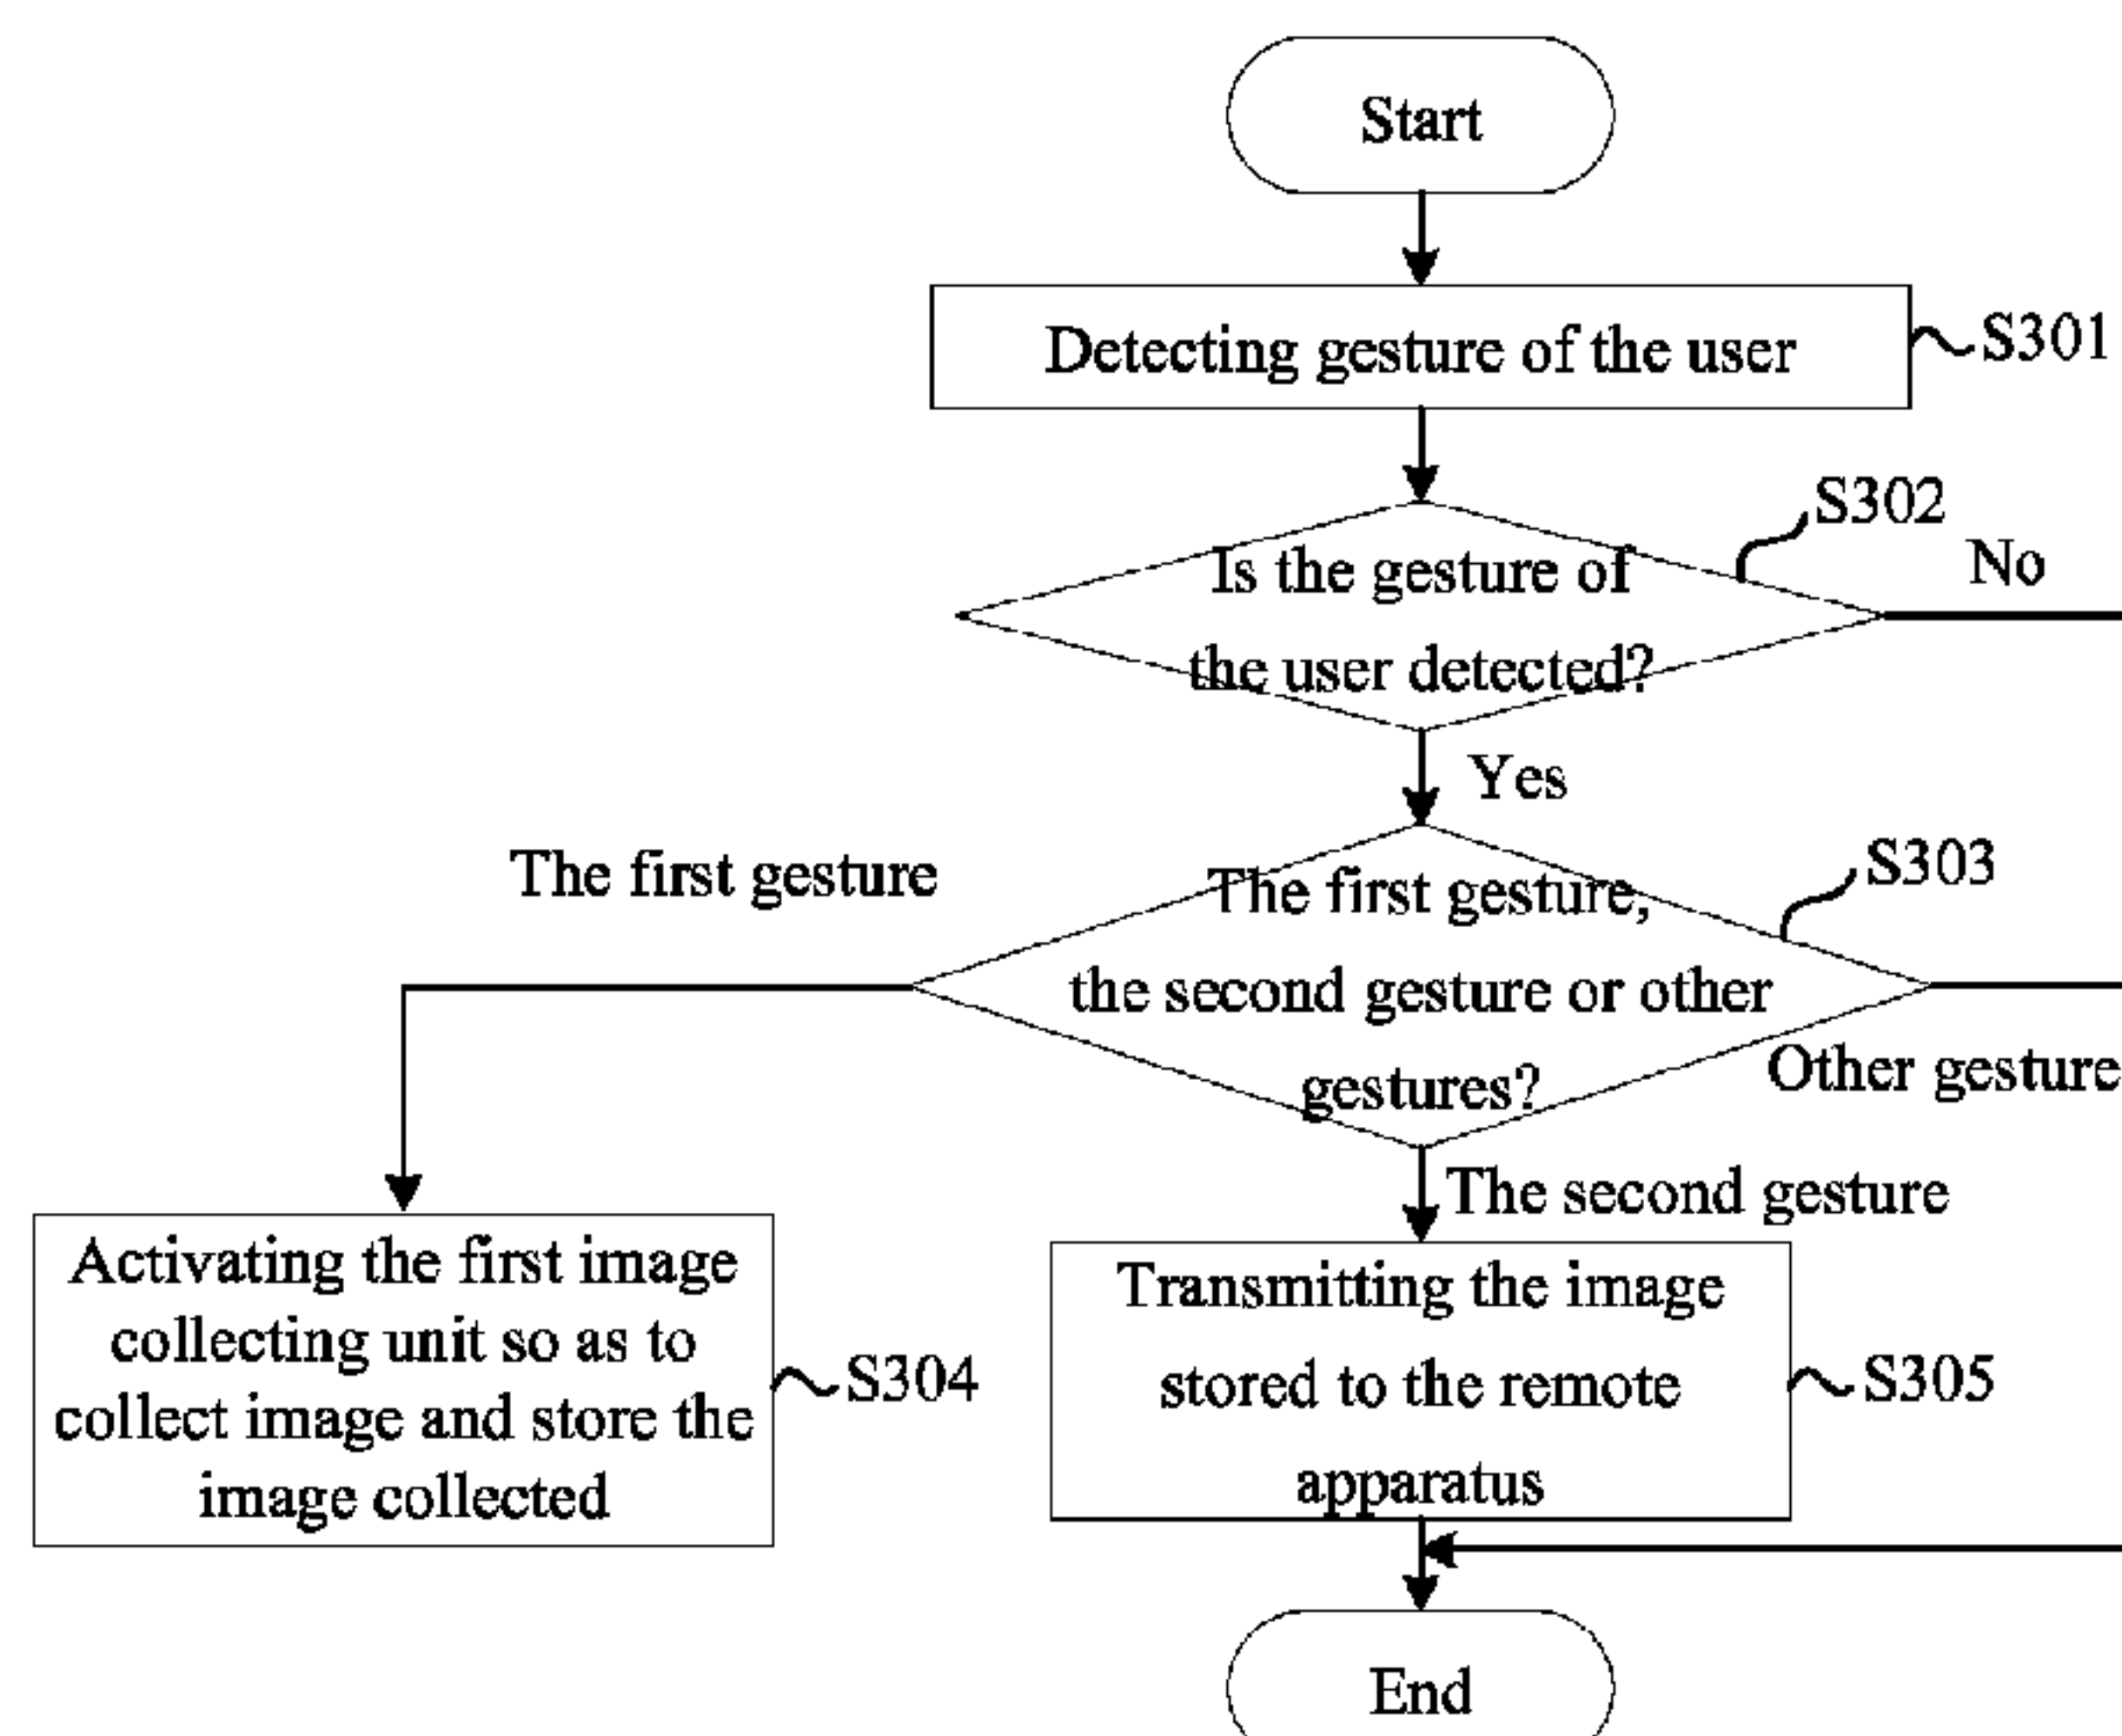 Start
Detecting gesture of the user
S301
S302
Is the gesture of
the user detected?
No
Yes
The first gesture
S303
The first gesture,
the second gesture or other
gestures?
Other gesture
The second gesture
Activating the first image
collecting unit so as to
collect image and store the
image collected
S304
Transmitting the image
stored to the remote
apparatus
S305
End